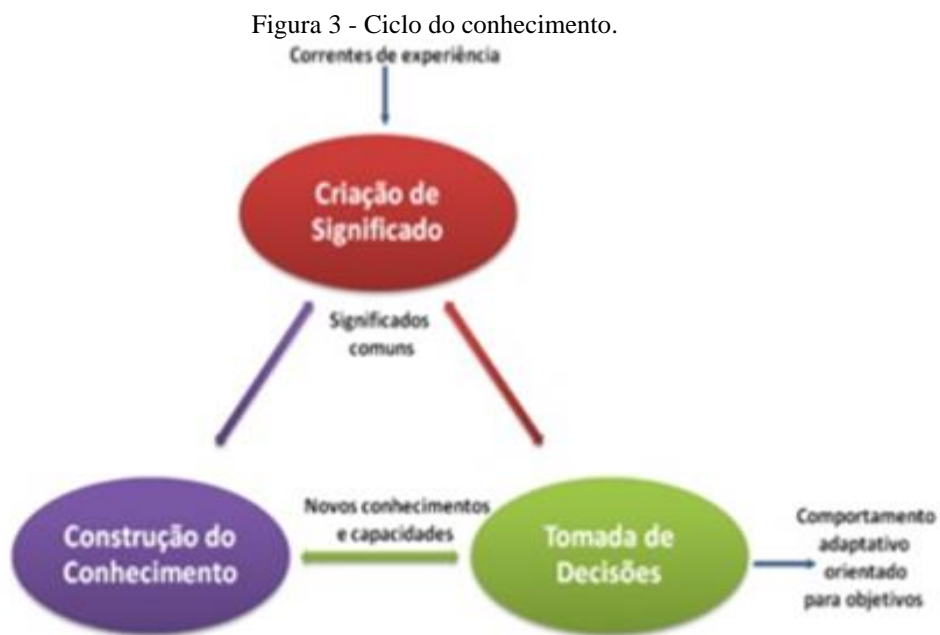 Figura 3 - Ciclo do conhecimento.
Correntes de experiência
Criação de
Significado
Significados
comuns
Construção do
Conhecimento
Novos conhecimentos
e capacidades
Tomada de
Decisões
Comportamento
adaptativo
orientado
para objetivos